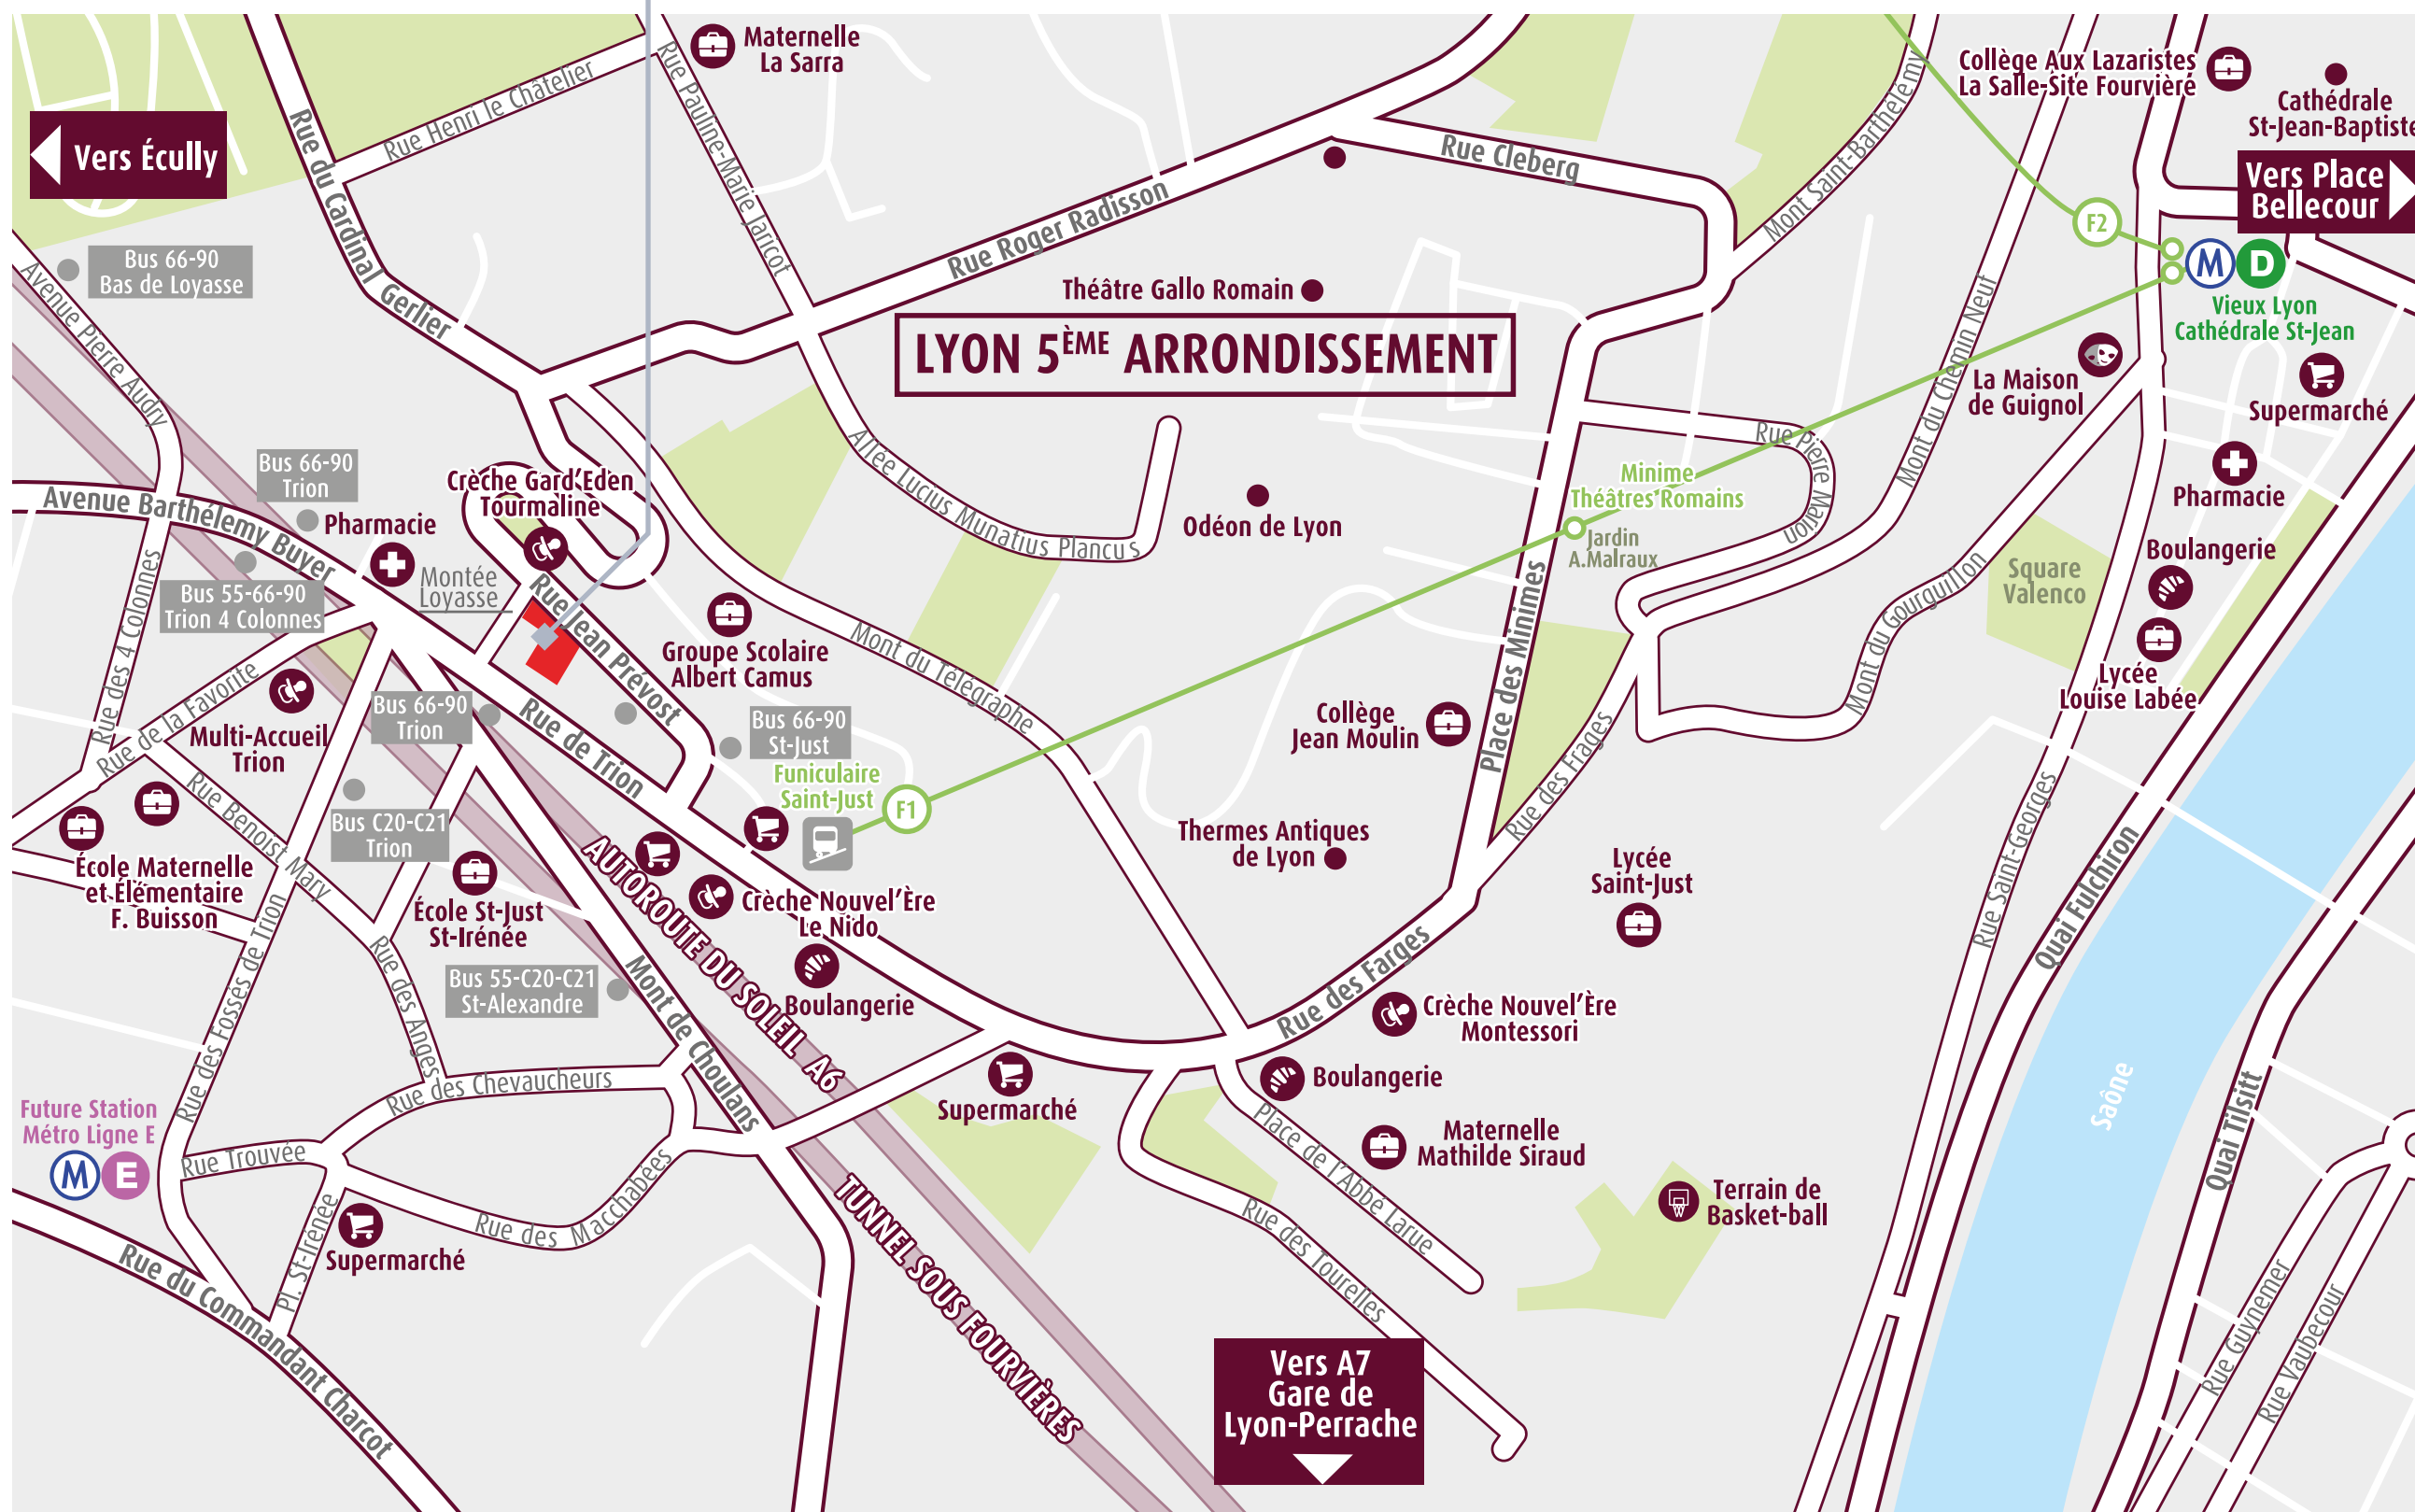 Maternelle
La Sarra
Rue Henri le Châtelier
Rue Pauline-Marie Jaricot
Rue du Cardinal Gerlier
Vers Écully
Rue Roger Radisson
Rue Cleberg
Mont Saint-Barthélémy
Collège Aux Lazaristes
La Salle-Site Fourvière
Cathédrale
St-Jean-Baptiste
Vers Place
Bellecour
F2
M
D
Vieux Lyon
Cathédrale St-Jean
Bus 66-90
Bas de Loyasse
Avenue Pierre Audry
Théâtre Gallo Romain
LYON 5ÈME ARRONDISSEMENT
Mont du Chemin Neuf
La Maison
de Guignol
Supermarché
Bus 66-90
Trion
Avenue Barthélemy Buyer
Pharmacie
Crèche Gard'Eden
Tourmaline
Allée Lucius Munatius Plancus
Odéon de Lyon
Minime
Théâtres Romains
Jardin
A.Malraux
Rue Pierre Marion
Pharmacie
Boulangerie
Square
Valenco
Lycée
Louise Labée
Mont du Gourguillon
Bus 55-66-90
Trion 4 Colonnes
Montée
Loyasse
Rue Jean Prévost
Groupe Scolaire
Albert Camus
Mont du Télégraphe
Place des Minimes
Rue des 4 Colonnes
Rue de la Favorite
Multi-Accueil
Trion
Bus 66-90
Trion
Rue de Trion
Bus 66-90
St-Just
Funiculaire
Saint-Just
F1
Collège
Jean Moulin
Rue des Frages
Rue Benoist Mary
Bus C20-C21
Trion
École Maternelle
et Élémentaire
F. Buisson
École St-Just
St-Irénée
AUTOROUTE DU SOLEIL A6
Crèche Nouvel'Ère
Le Nido
Boulangerie
Thermes Antiques
de Lyon
Lycée
Saint-Just
Rue Saint-Georges
Quai Fulchiron
Rue des Fossés de Trion
Rue des Anges
Bus 55-C20-C21
St-Alexandre
Mont de Choulans
Rue des Farges
Crèche Nouvel'Ère
Montessori
Boulangerie
Supermarché
Rue des Chevaucheurs
Future Station
Métro Ligne E
M
E
Rue Trouvée
Maternelle
Mathilde Siraud
Place de l'Abbé Larue
Saône
Quai Tilsitt
Terrain de
Basket-ball
Rue des Macchabées
Pl. St-Irénée
Supermarché
TUNNEL SOUS FOURVIÈRES
Rue des Tourelles
Rue du Commandant Charcot
Rue Guynemer
Rue Vaubecour
Vers A7
Gare de
Lyon-Perrache